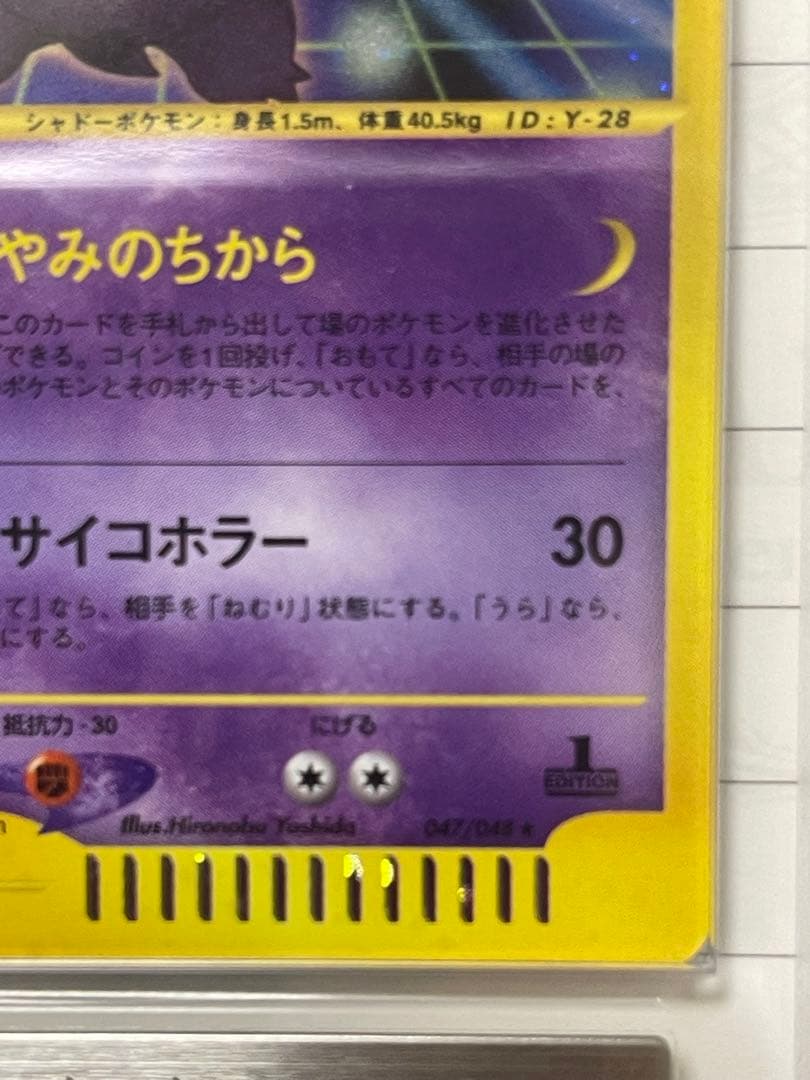 シャドーポケモン：身長1.5m、体重40.5kg ID:Y-28
やみのちから
このカードを手札から出して場のポケモンを進化させた
できる。コインを1回投げ、「おもて」なら、相手の場の
ポケモンとそのポケモンについているすべてのカードを、
サイコホラー 30
て」なら、相手を「ねむり」状態にする。「うら」なら、
にする。
抵抗力 -30 にげる
1
EDITION
Illus.Hironobu Yoshida 047/048 ★